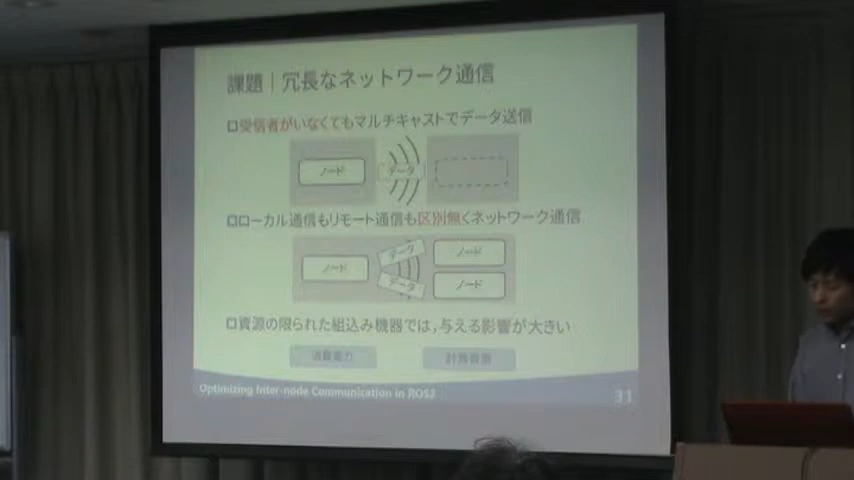 課題｜冗長なネットワーク通信
受信者がいなくてもマルチキャストでデータ送信
ノード
データ
ローカル通信もリモート通信も区別無くネットワーク通信
ノード
データ
データ
ノード
ノード
資源の限られた組込み機器では，与える影響が大きい
消費電力
計算資源
Optimizing Inter-node Communication in ROS2
31